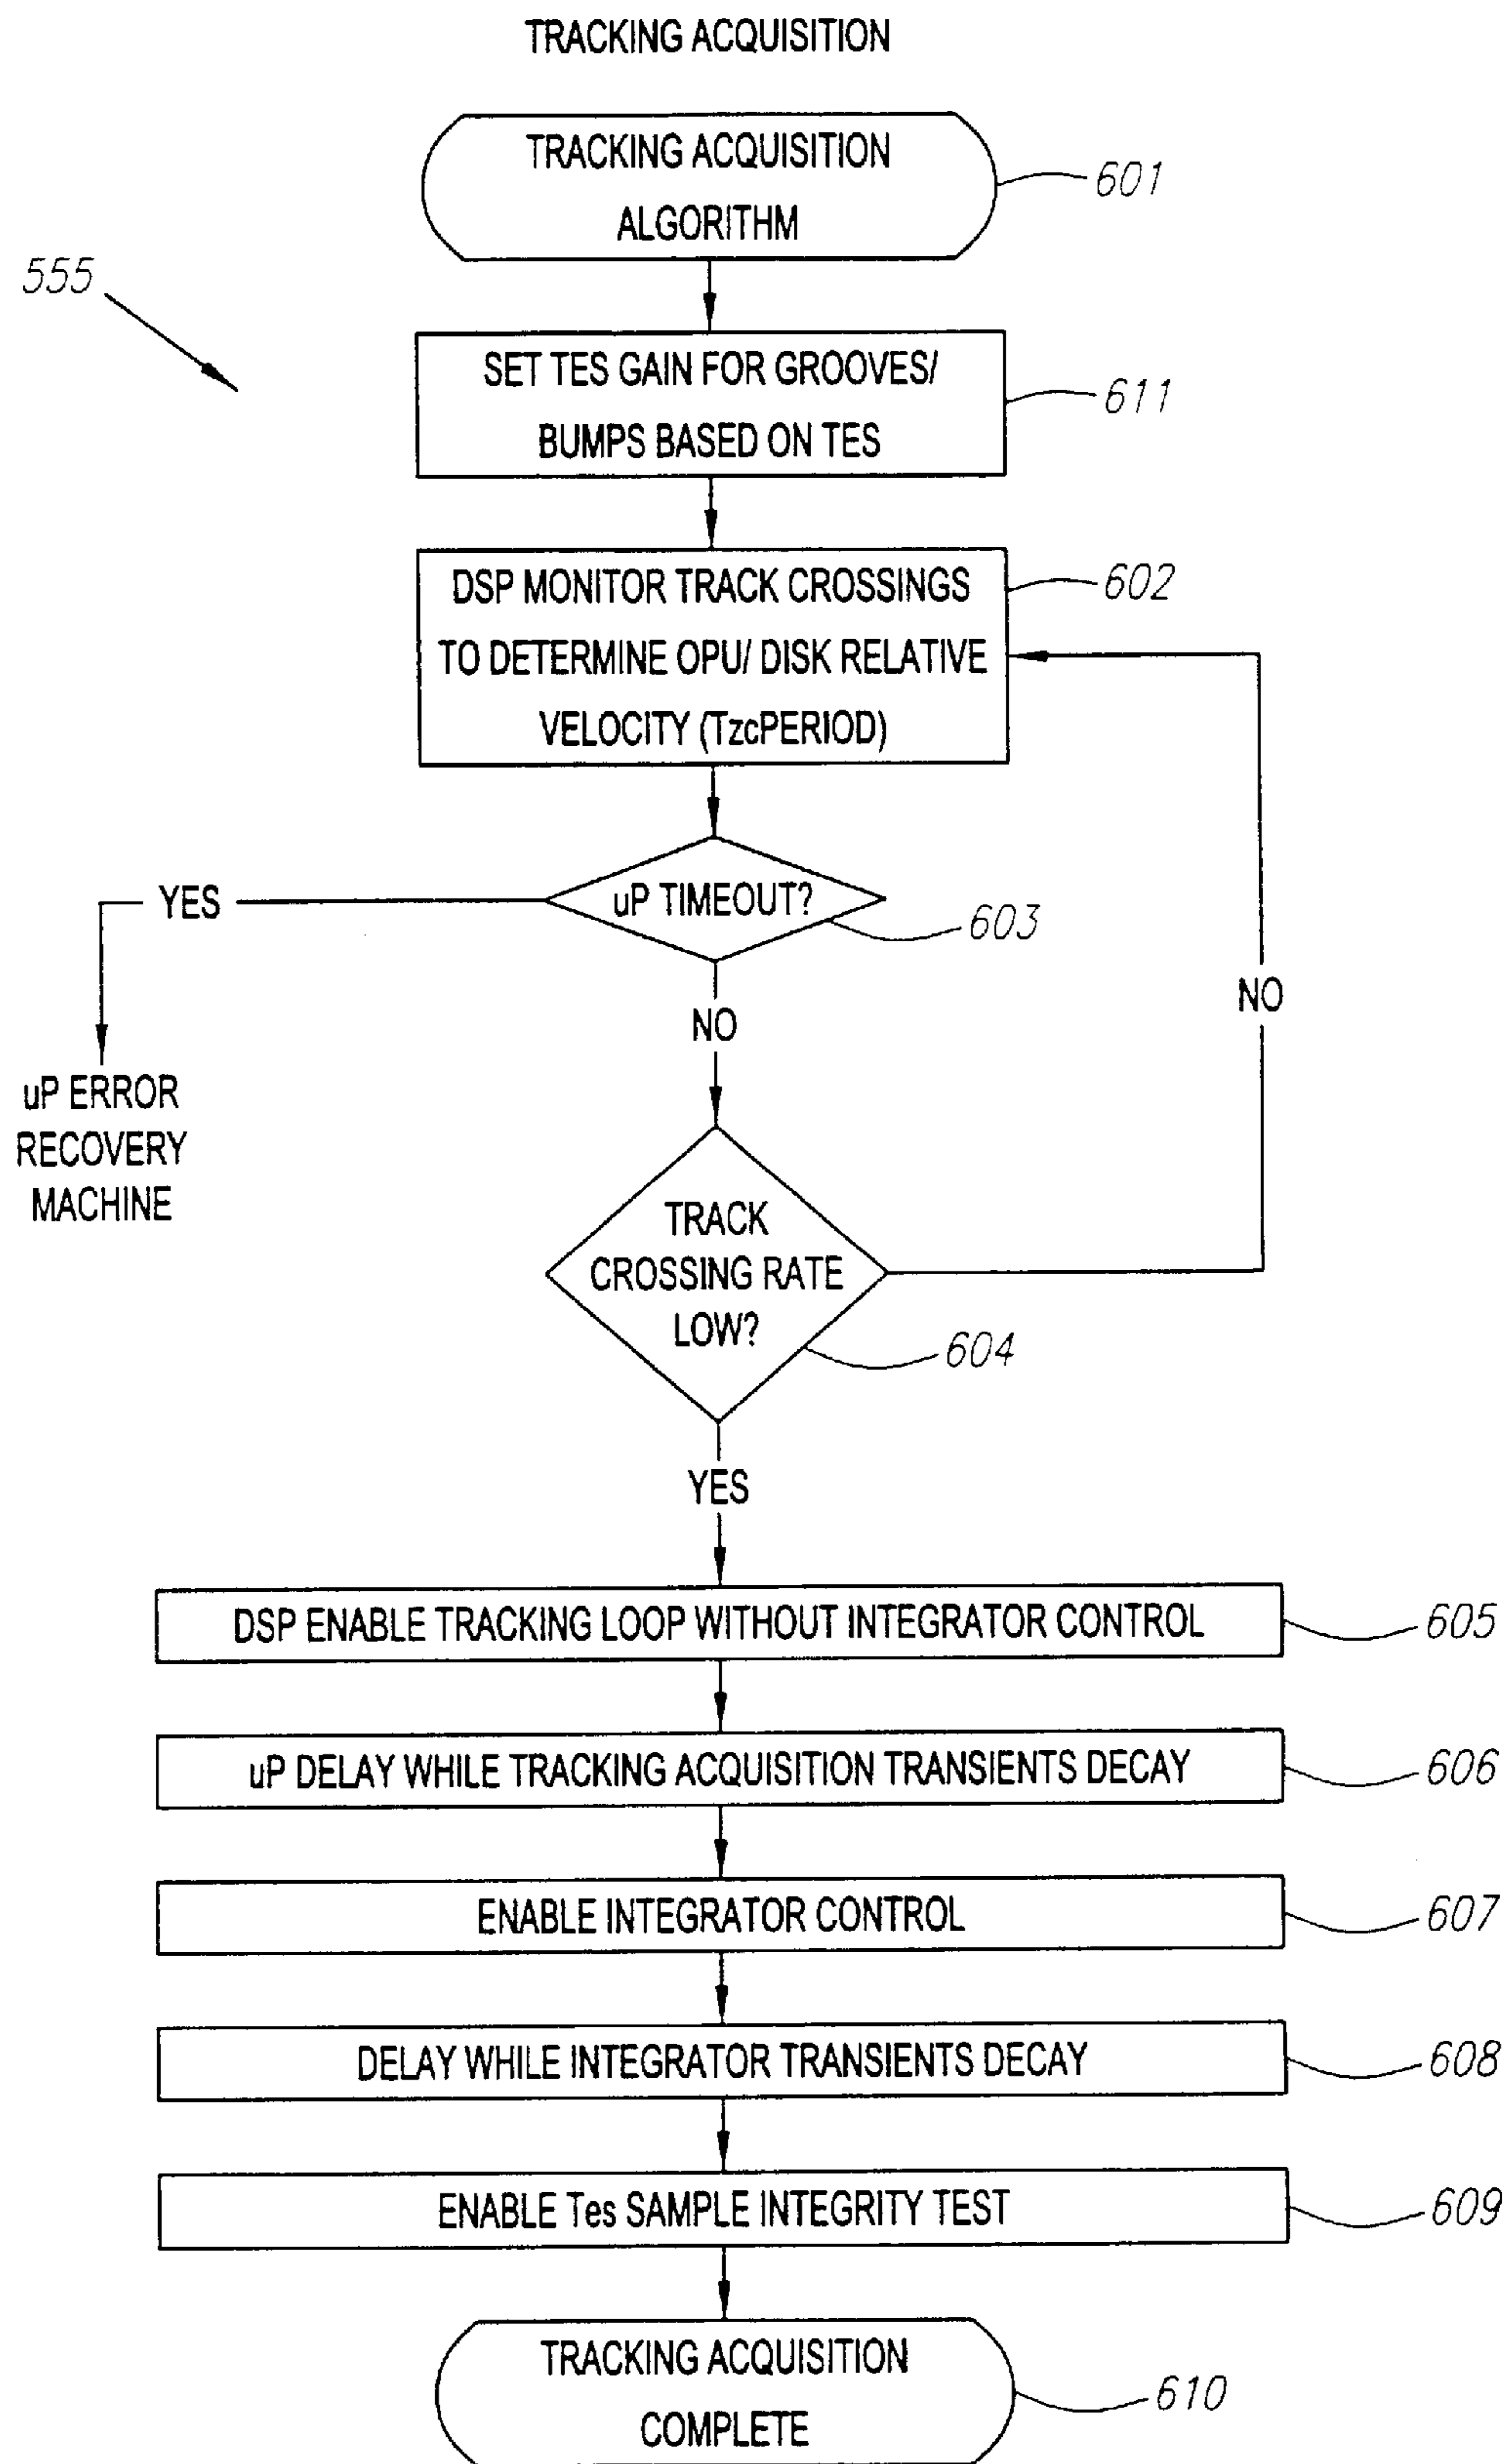 TRACKING ACQUISITION
TRACKING ACQUISITION
ALGORITHM
601
555
SET TES GAIN FOR GROOVES/
BUMPS BASED ON TES
611
DSP MONITOR TRACK CROSSINGS
TO DETERMINE OPU/ DISK RELATIVE
VELOCITY (TzcPERIOD)
602
uP TIMEOUT?
603
YES
NO
NO
uP ERROR
RECOVERY
MACHINE
TRACK
CROSSING RATE
LOW?
604
YES
DSP ENABLE TRACKING LOOP WITHOUT INTEGRATOR CONTROL
605
uP DELAY WHILE TRACKING ACQUISITION TRANSIENTS DECAY
606
ENABLE INTEGRATOR CONTROL
607
DELAY WHILE INTEGRATOR TRANSIENTS DECAY
608
ENABLE Tes SAMPLE INTEGRITY TEST
609
TRACKING ACQUISITION
COMPLETE
610